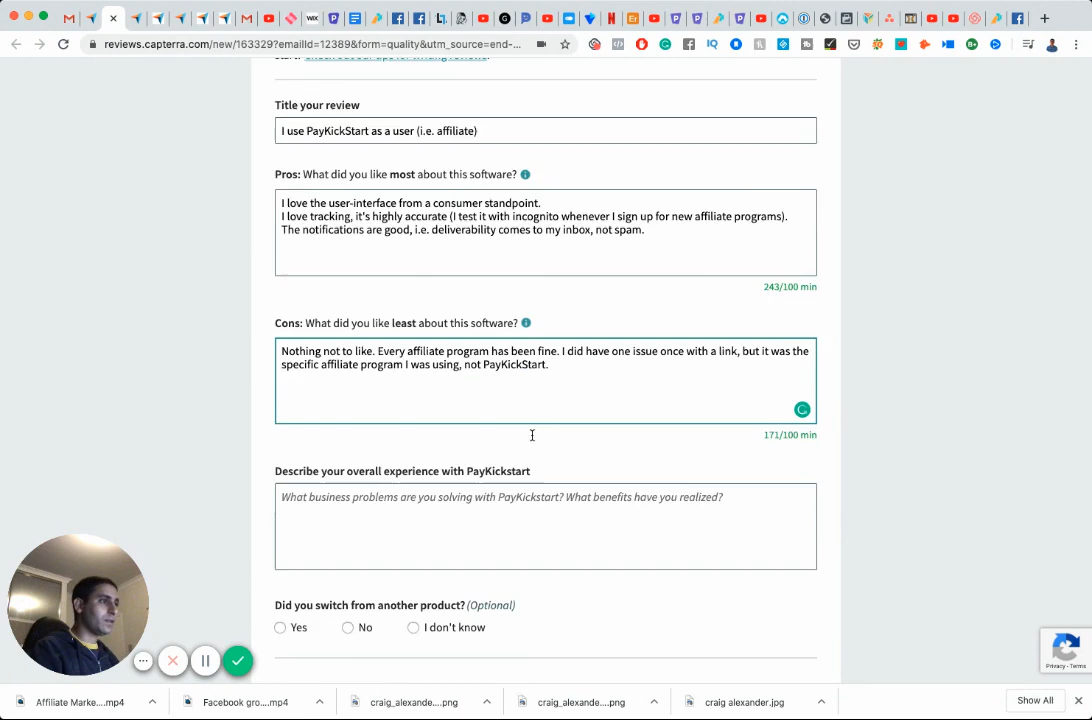 reviews.capterra.com/new/163329?emailId=12389&form=quality&utm_source=end-...
Title your review
I use PayKickStart as a user (i.e. affiliate)
Pros: What did you like most about this software?
I love the user-interface from a consumer standpoint.
I love tracking, it's highly accurate (I test it with incognito whenever I sign up for new affiliate programs).
The notifications are good, i.e. deliverability comes to my inbox, not spam.
243/100 min
Cons: What did you like least about this software?
Nothing not to like. Every affiliate program has been fine. I did have one issue once with a link, but it was the
specific affiliate program I was using, not PayKickStart.
171/100 min
Describe your overall experience with PayKickstart
What business problems are you solving with PayKickstart? What benefits have you realized?
Did you switch from another product? (Optional)
Yes No I don't know
Privacy - Terms
Affiliate Marke....mp4 Facebook gro....mp4 craig_alexande....png craig_alexande....png craig alexander.jpg Show All